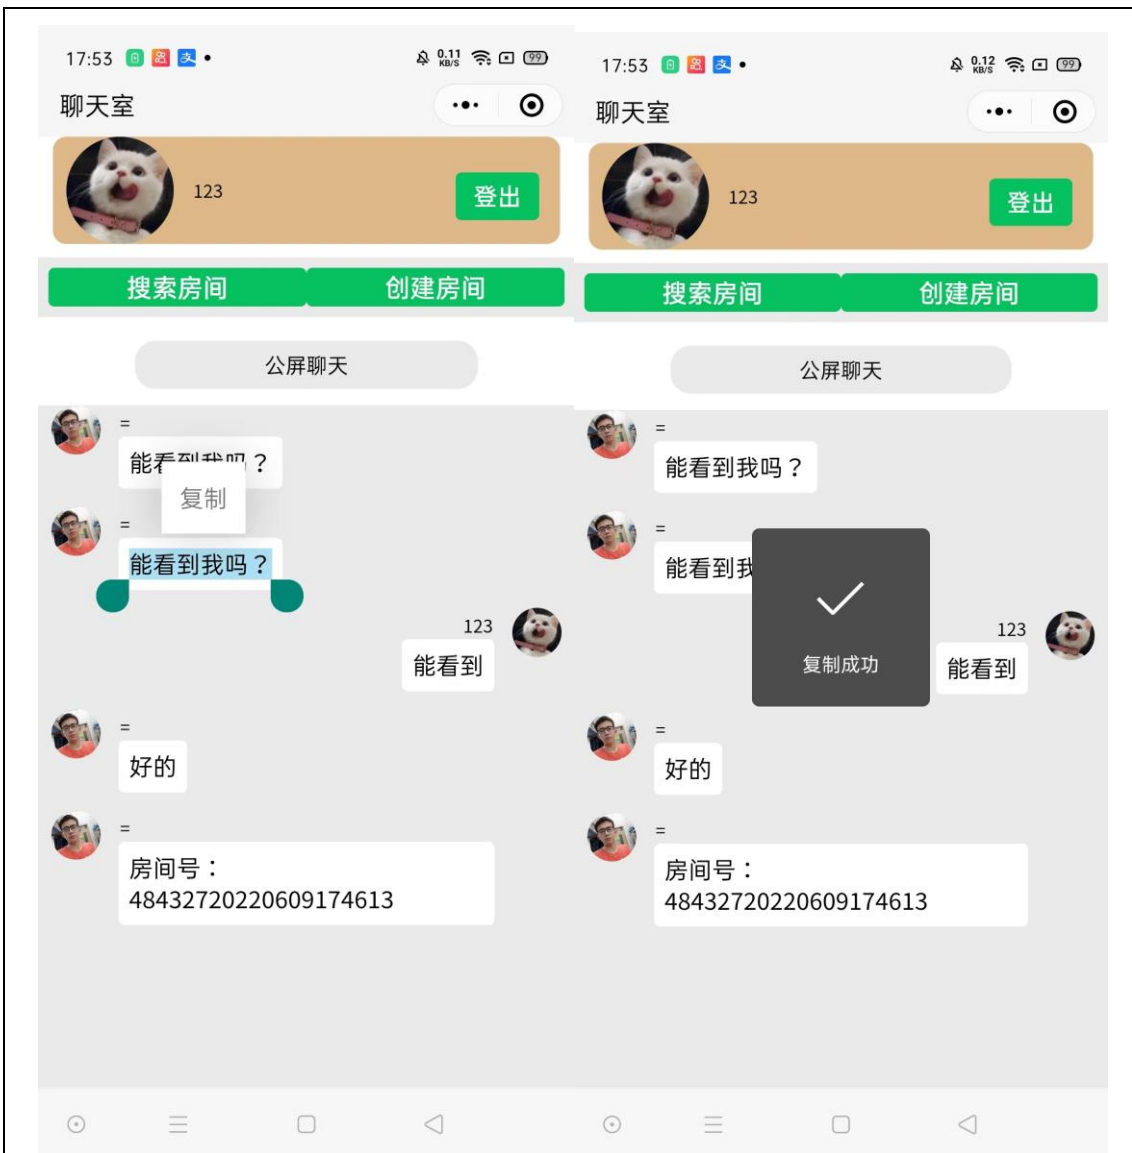 17:53
0.11
KB/S
99
聊天室
123
登出
搜索房间
创建房间
公屏聊天
=
能看到我吗？
复制
=
能看到我吗？
123
能看到
=
好的
=
房间号：
48432720220609174613
17:53
0.12
KB/S
99
聊天室
123
登出
搜索房间
创建房间
公屏聊天
=
能看到我吗？
=
能看到我
复制成功
123
能看到
=
好的
=
房间号：
48432720220609174613